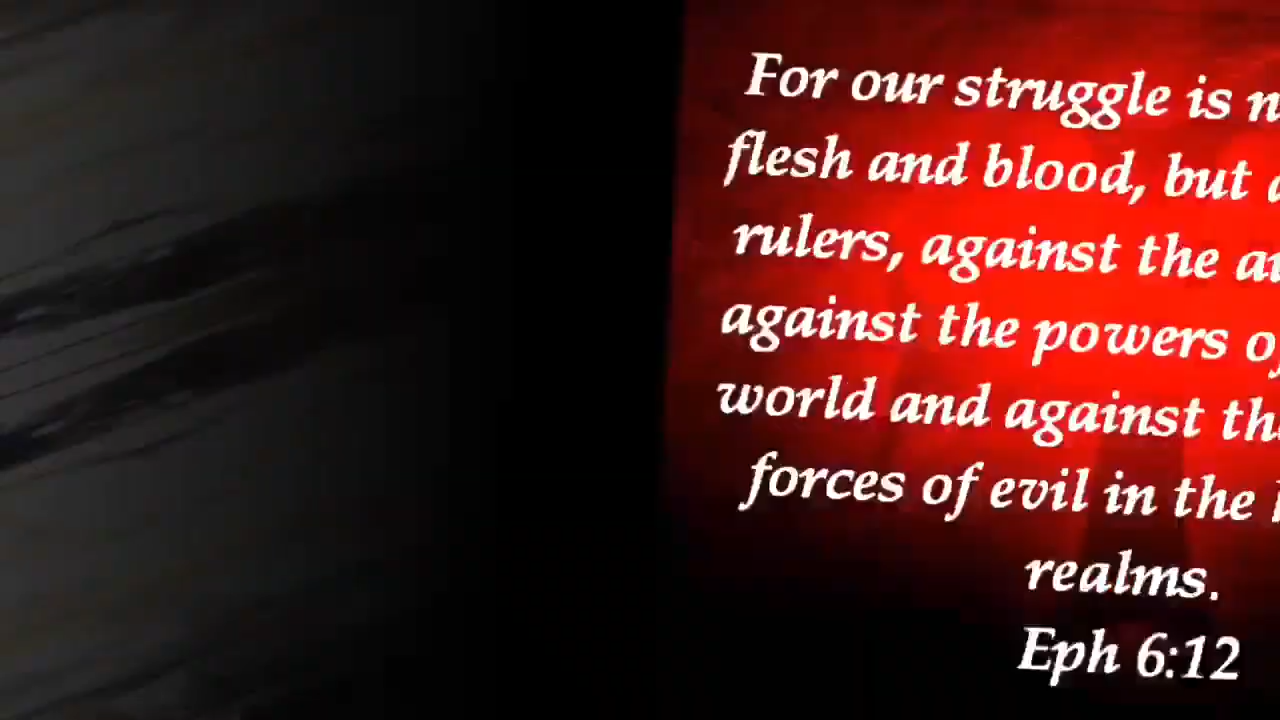 For our struggle is
flesh and blood, but
rulers, against the
against the powers
world and against
forces of evil in the
realms.
Eph 6:12